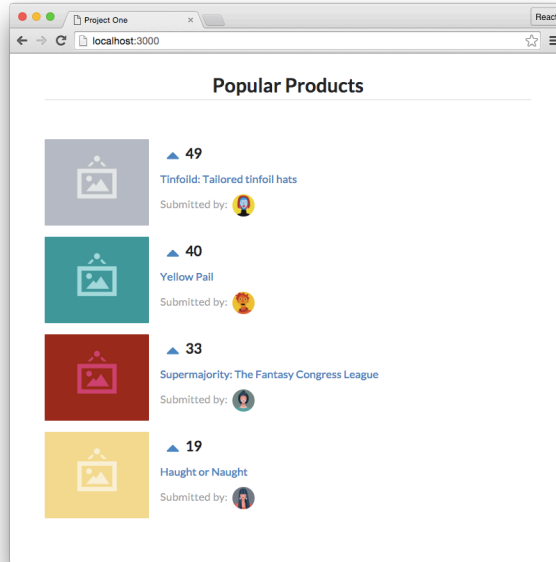 Project One
React
localhost:3000
Popular Products
49
Tinfoild: Tailored tinfoil hats
Submitted by:
40
Yellow Pail
Submitted by:
33
Supermajority: The Fantasy Congress League
Submitted by:
19
Haught or Naught
Submitted by: